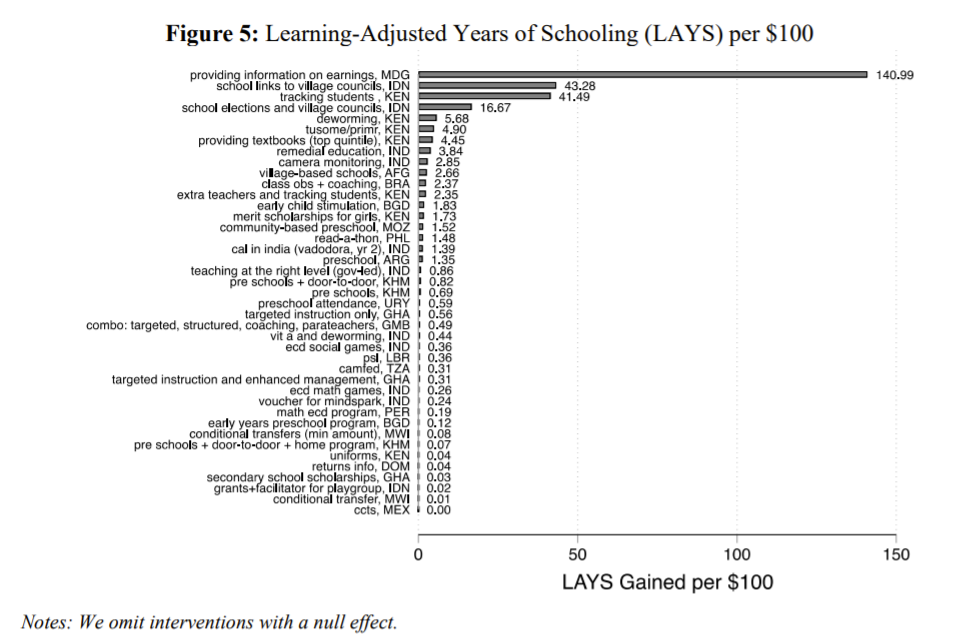 Figure 5: Learning-Adjusted Years of Schooling (LAYS) per $100
providing information on earnings, MDG 140.99
school links to village councils, IDN 43.28
tracking students , KEN 41.49
school elections and village councils, IDN 16.67
deworming, KEN 5.68
tusome/primr, KEN 4.90
providing textbooks (top quintile), KEN 4.45
remedial education, IND 3.84
camera monitoring, IND 2.85
village-based schools, AFG 2.66
class obs + coaching, BRA 2.37
extra teachers and tracking students, KEN 2.35
early child stimulation, BGD 1.83
merit scholarships for girls, KEN 1.73
community-based preschool, MOZ 1.52
read-a-thon, PHL 1.48
cal in india (vadodora, yr 2), IND 1.39
preschool, ARG 1.35
teaching at the right level (gov-led), IND 0.86
pre schools + door-to-door, KHM 0.82
pre schools, KHM 0.69
preschool attendance, URY 0.59
targeted instruction only, GHA 0.56
combo: targeted, structured, coaching, parateachers, GMB 0.49
vit a and deworming, IND 0.44
ecd social games, IND 0.36
psl, LBR 0.36
camfed, TZA 0.31
targeted instruction and enhanced management, GHA 0.31
ecd math games, IND 0.26
voucher for mindspark, IND 0.24
math ecd program, PER 0.19
early years preschool program, BGD 0.12
conditional transfers (min amount), MWI 0.08
pre schools + door-to-door + home program, KHM 0.07
uniforms, KEN 0.04
returns info, DOM 0.04
secondary school scholarships, GHA 0.03
grants+facilitator for playgroup, IDN 0.02
conditional transfer, MWI 0.01
ccts, MEX 0.00
0 50 100 150
LAYS Gained per $100
Notes: We omit interventions with a null effect.